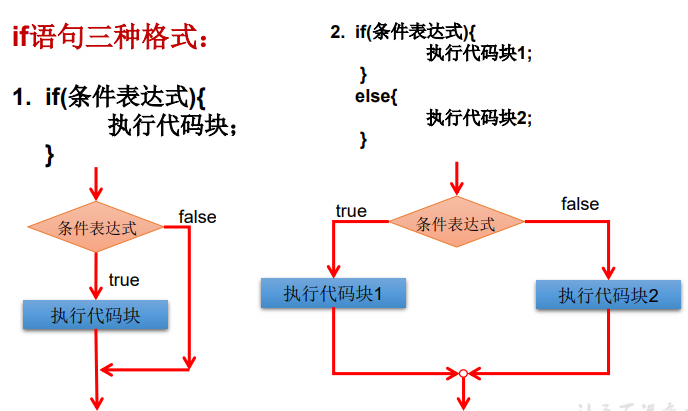 if语句三种格式：
1. if(条件表达式){
执行代码块；
}
条件表达式
false
true
执行代码块
2. if(条件表达式){
执行代码块1;
}
else{
执行代码块2;
}
true
条件表达式
false
执行代码块1
执行代码块2